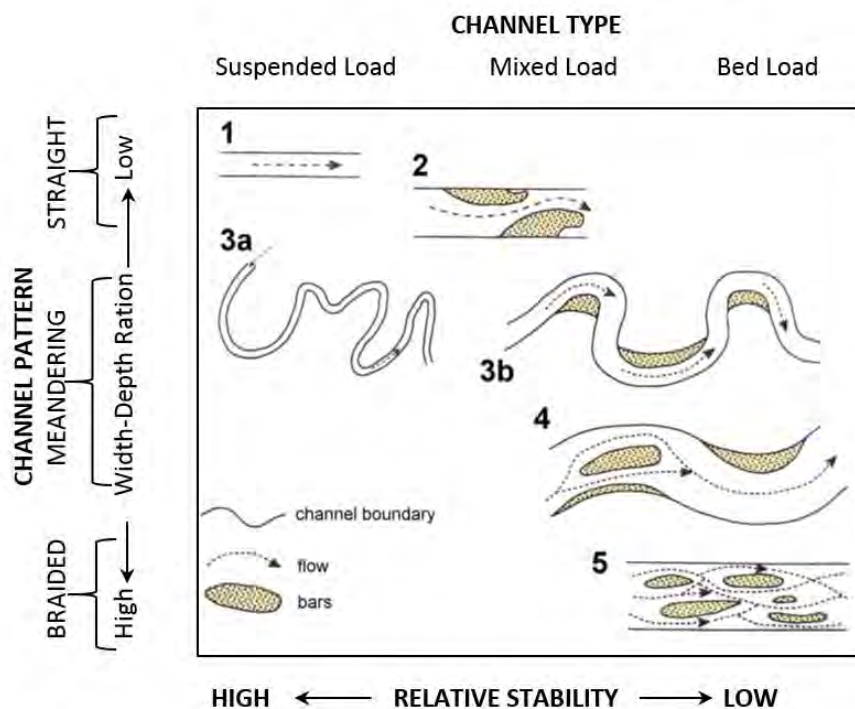 CHANNEL TYPE
Suspended Load
Mixed Load
Bed Load
CHANNEL PATTERN
STRAIGHT
MEANDERING
BRAIDED
Low
Width-Depth Ration
High
1
2
3a
3b
4
5
channel boundary
flow
bars
HIGH
RELATIVE STABILITY
LOW